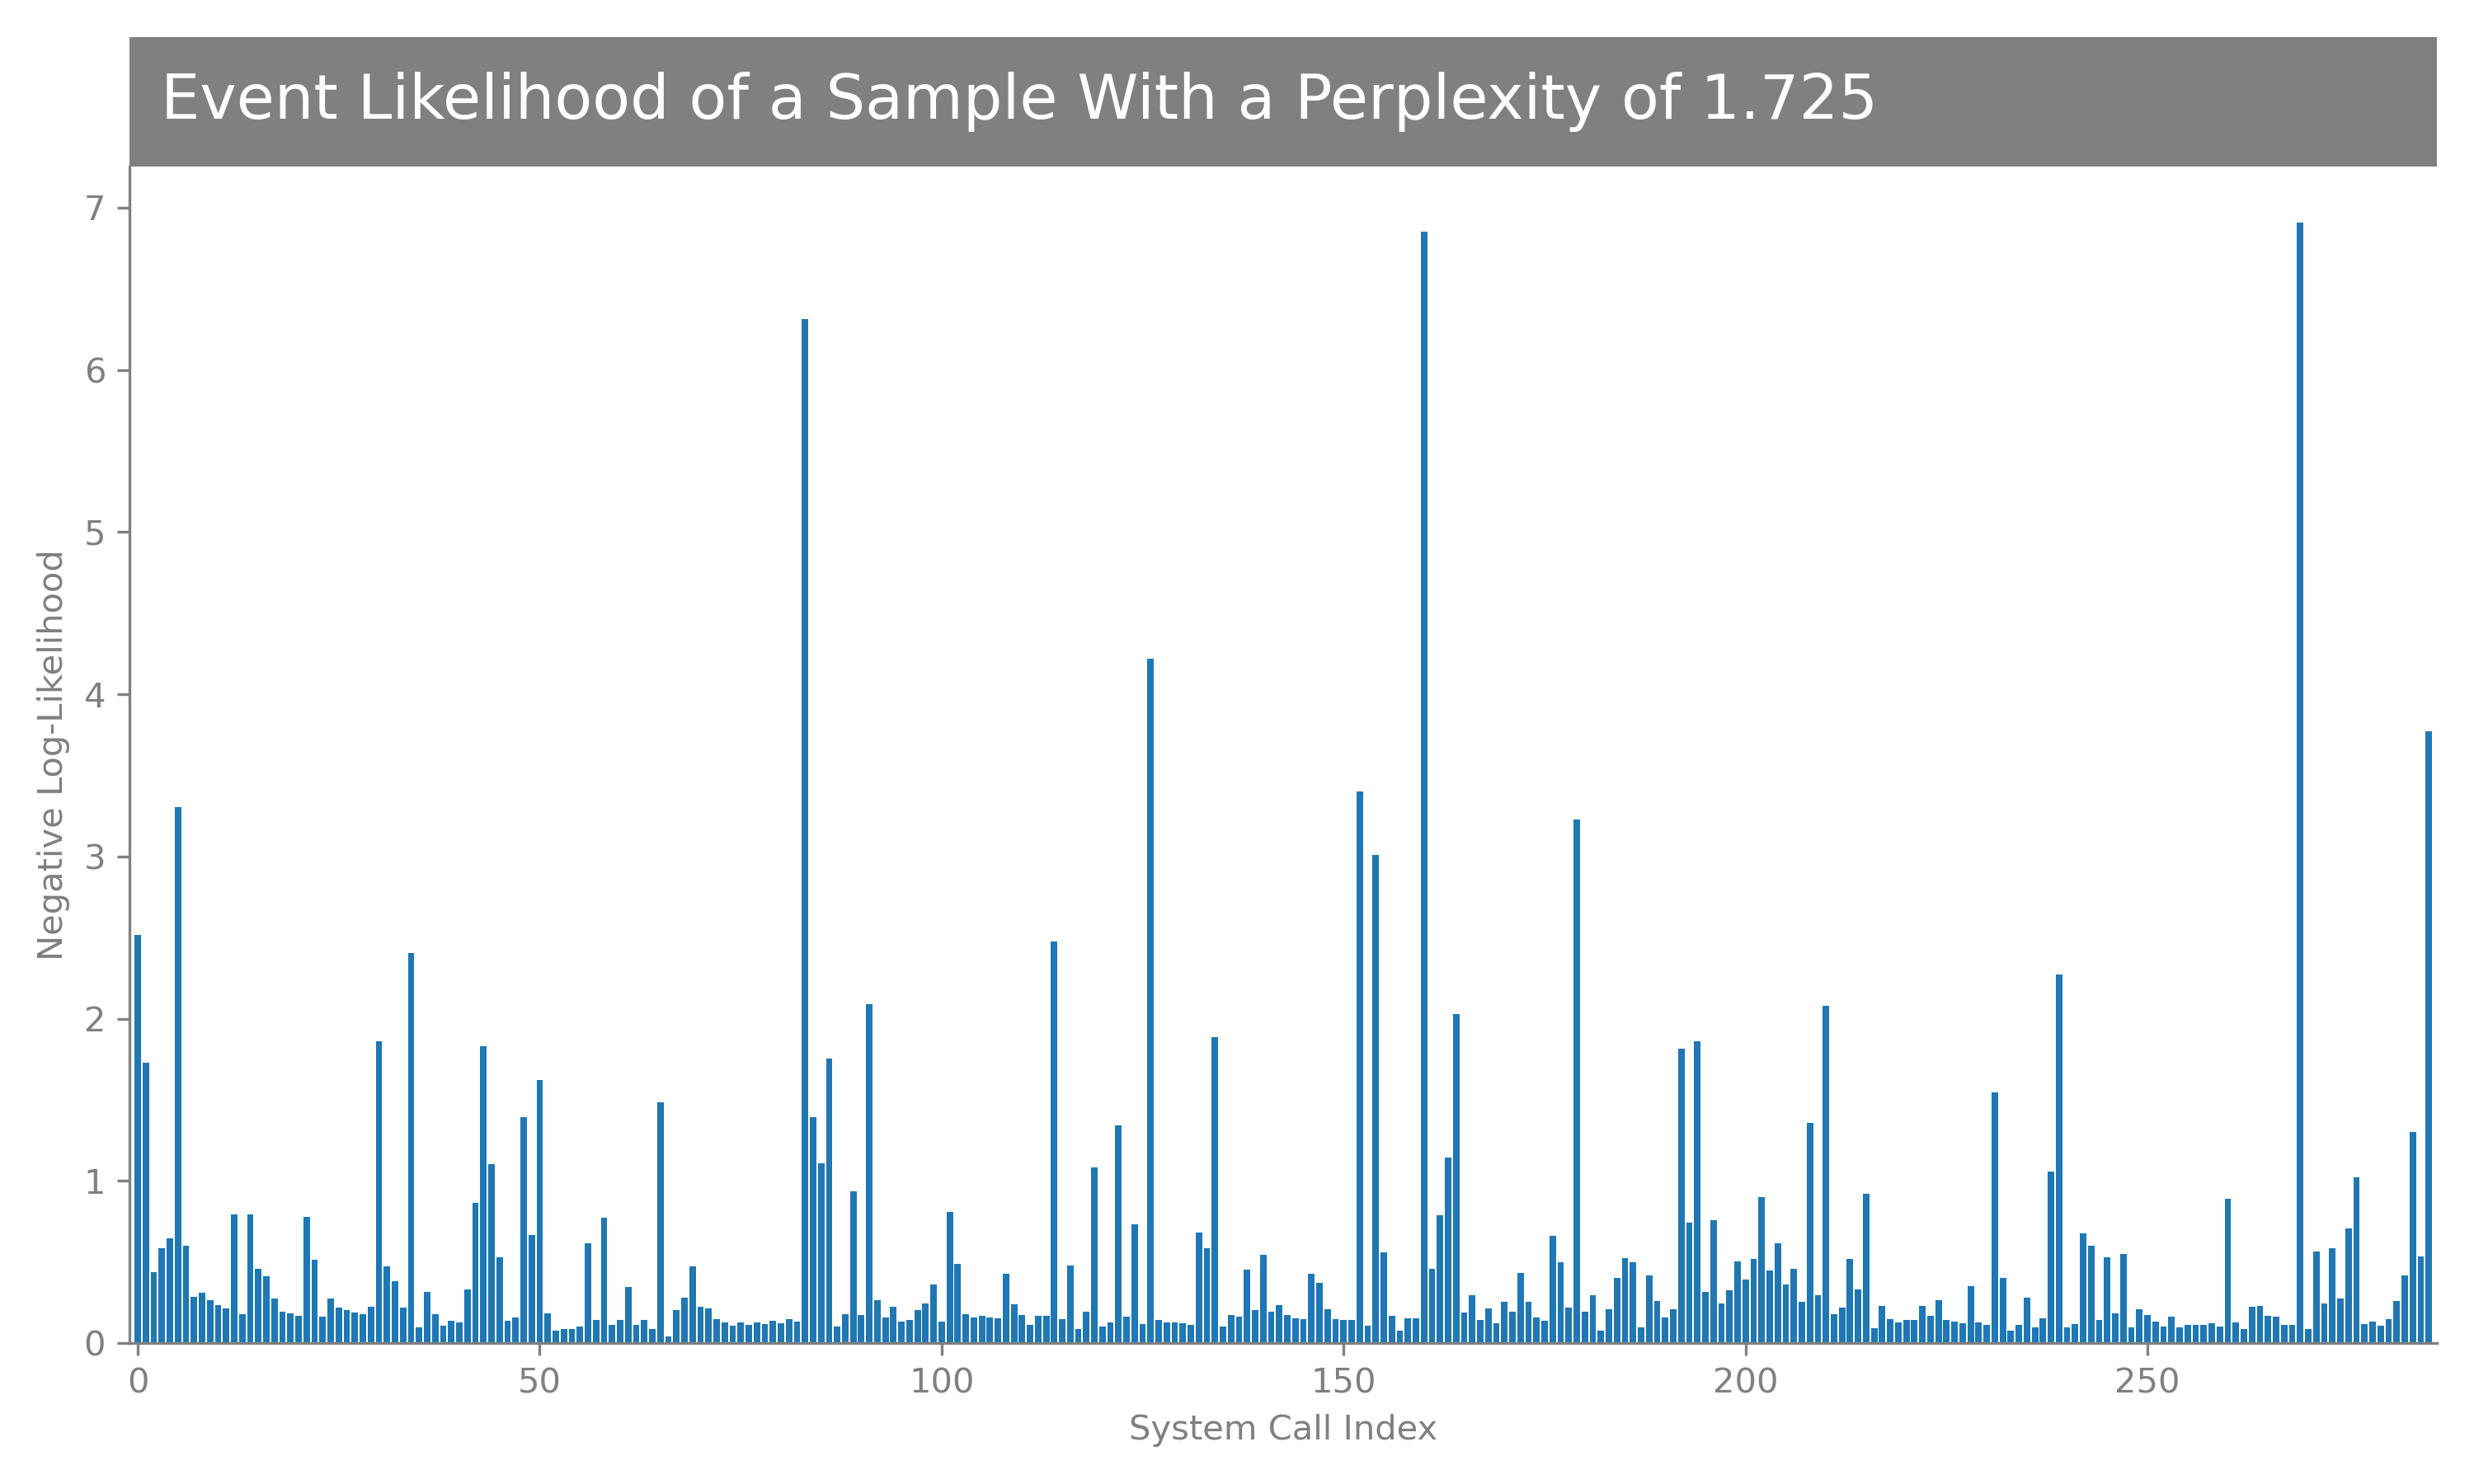 Event Likelihood of a Sample With a Perplexity of 1.725
7
6
5
4
3
2
1
0
Negative Log-Likelihood
0 50 100 150 200 250
System Call Index